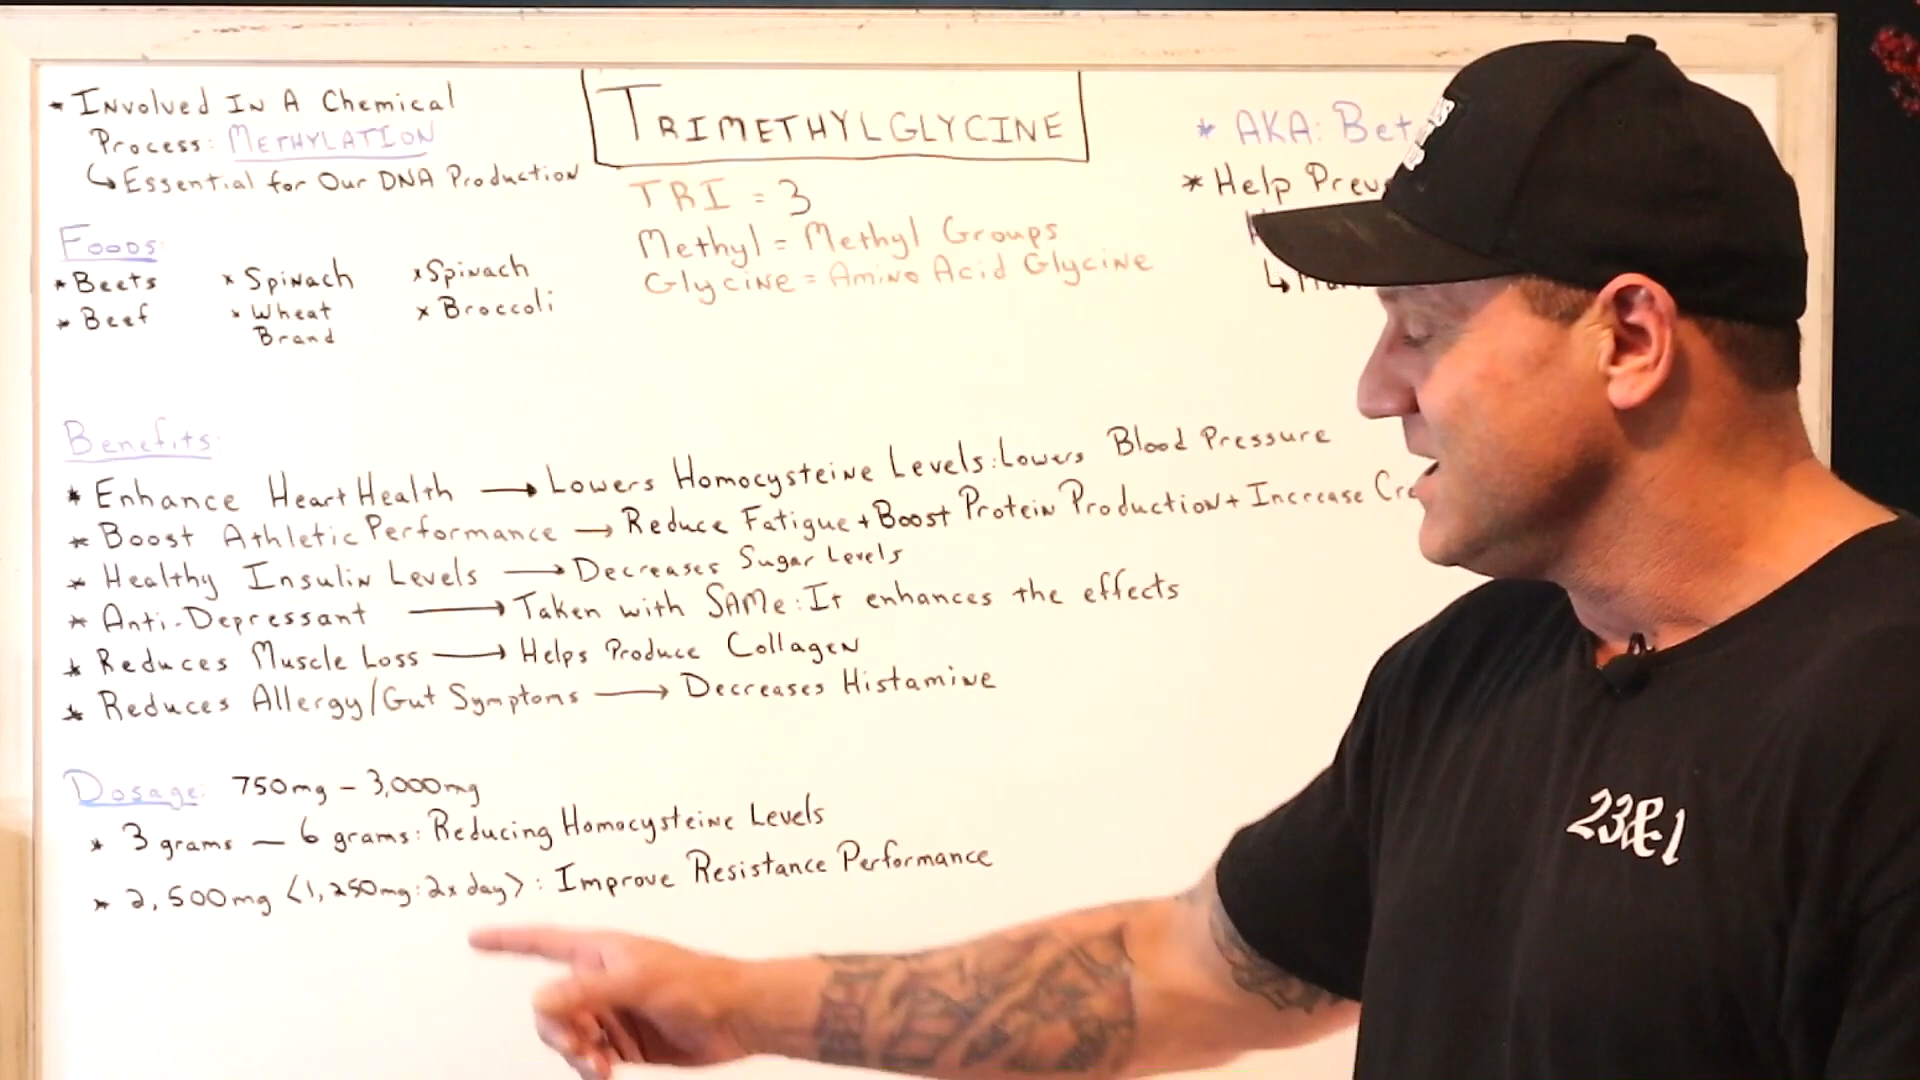 TRIMETHYLGLYCINE
* INvolved IN A Chemical
Process: METHYLATION
↳ Essential for Our DNA Production
TRI = 3
Methyl = Methyl Groups
Glycine = Amino Acid Glycine
* AKA: Bet
* Help Prev
Foods:
* Beets * Spinach * Spinach
* Beef * Wheat * Broccoli
Brand
Benefits:
* Enhance Heart Health → Lowers Homocysteine Levels: Lowers Blood Pressure
* Boost Athletic Performance → Reduce Fatigue + Boost Protein Production + Increase Cre
* Healthy Insulin Levels → Decreases Sugar Levels
* Anti-Depressant → Taken with SAMe: It enhances the effects
* Reduces Muscle Loss → Helps Produce Collagen
* Reduces Allergy/Gut Symptoms → Decreases Histamine
Dosage: 750mg - 3,000mg
* 3 grams - 6 grams: Reducing Homocysteine Levels
* 2,500mg <1,250mg: 2x day>: Improve Resistance Performance
23&1